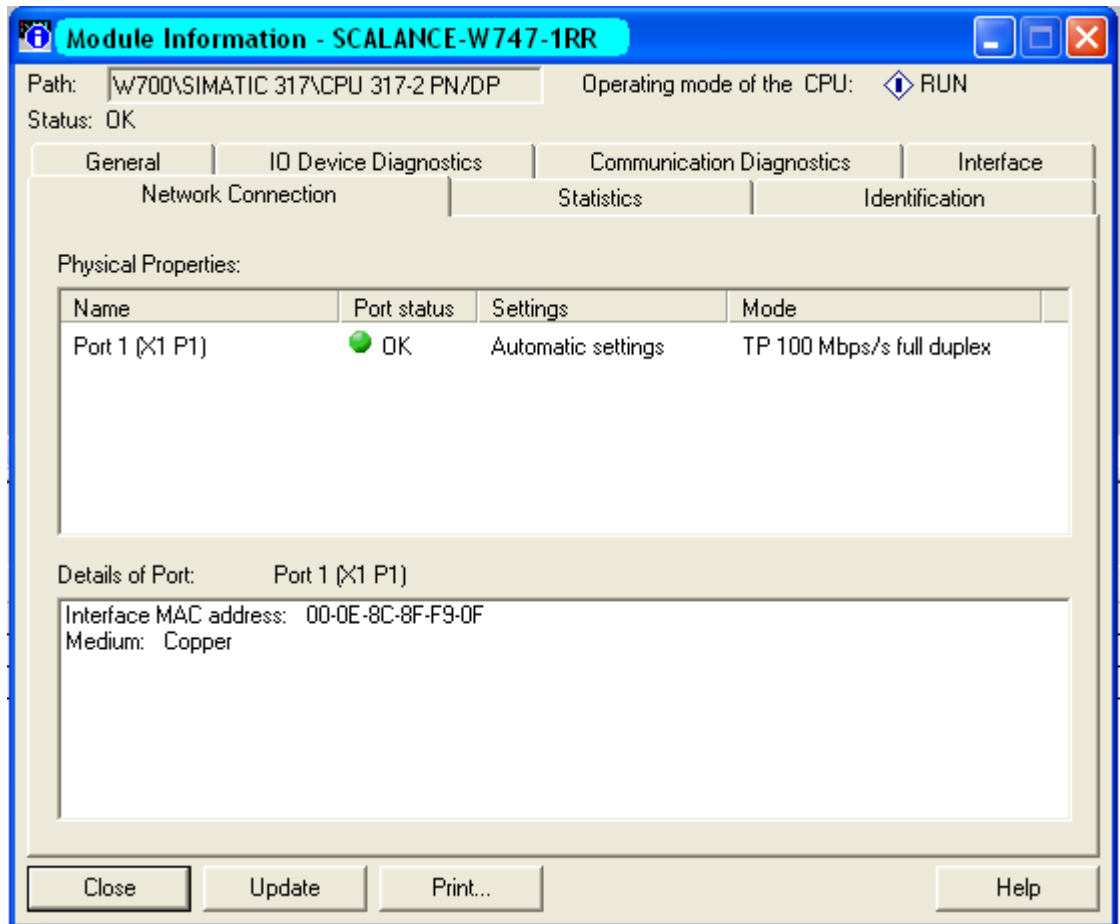 Module Information - SCALANCE-W747-1RR
Path: W700\SIMATIC 317\CPU 317-2 PN/DP Operating mode of the CPU: RUN
Status: OK
General IO Device Diagnostics Communication Diagnostics Interface
Network Connection Statistics Identification
Physical Properties:
Name Port status Settings Mode
Port 1 (X1 P1) OK Automatic settings TP 100 Mbps/s full duplex
Details of Port: Port 1 (X1 P1)
Interface MAC address: 00-0E-8C-8F-F9-0F
Medium: Copper
Close Update Print... Help